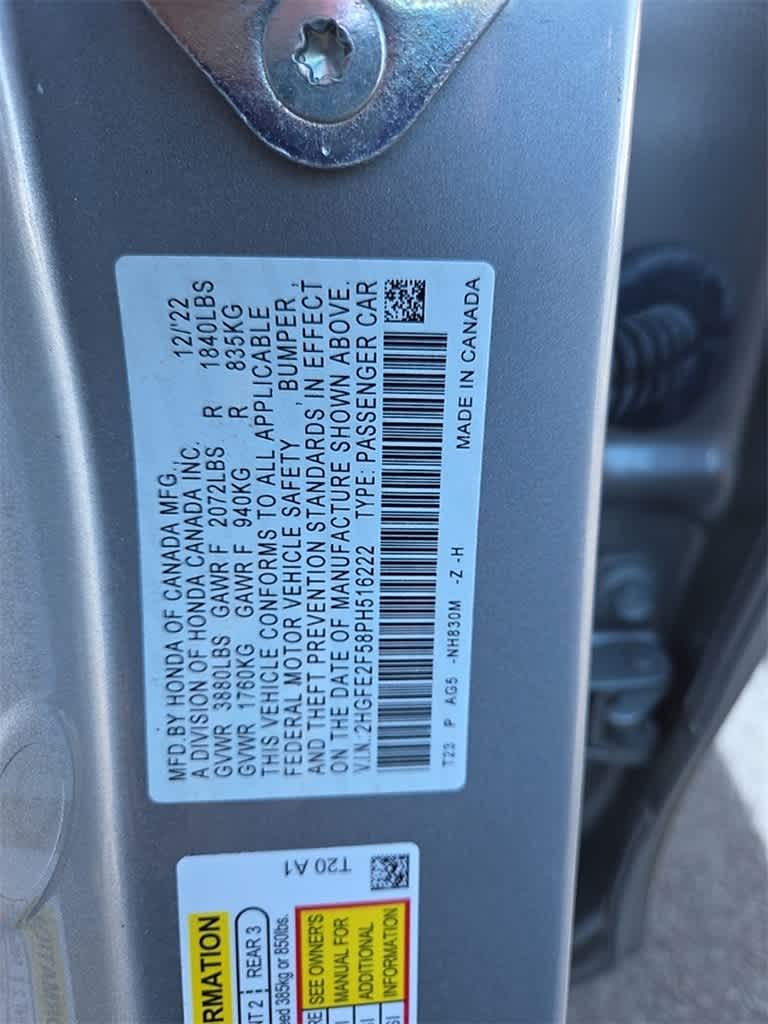 MFD.BY HONDA OF CANADA MFG.
A DIVISION OF HONDA CANADA INC. 12/'22
GVWR 3880LBS GAWR F 2072LBS R 1840LBS
GVWR 1760KG GAWR F 940KG R 835KG
THIS VEHICLE CONFORMS TO ALL APPLICABLE
FEDERAL MOTOR VEHICLE SAFETY, BUMPER,
AND THEFT PREVENTION STANDARDS, IN EFFECT
ON THE DATE OF MANUFACTURE SHOWN ABOVE.
V.I.N.:2HGFE2F58PH516222 TYPE: PASSENGER CAR
T23 P AG5 -NH830M -Z -H MADE IN CANADA
T20 A1
REAR 3
385kg or 850lbs.
SEE OWNER'S
MANUAL FOR
ADDITIONAL
INFORMATION